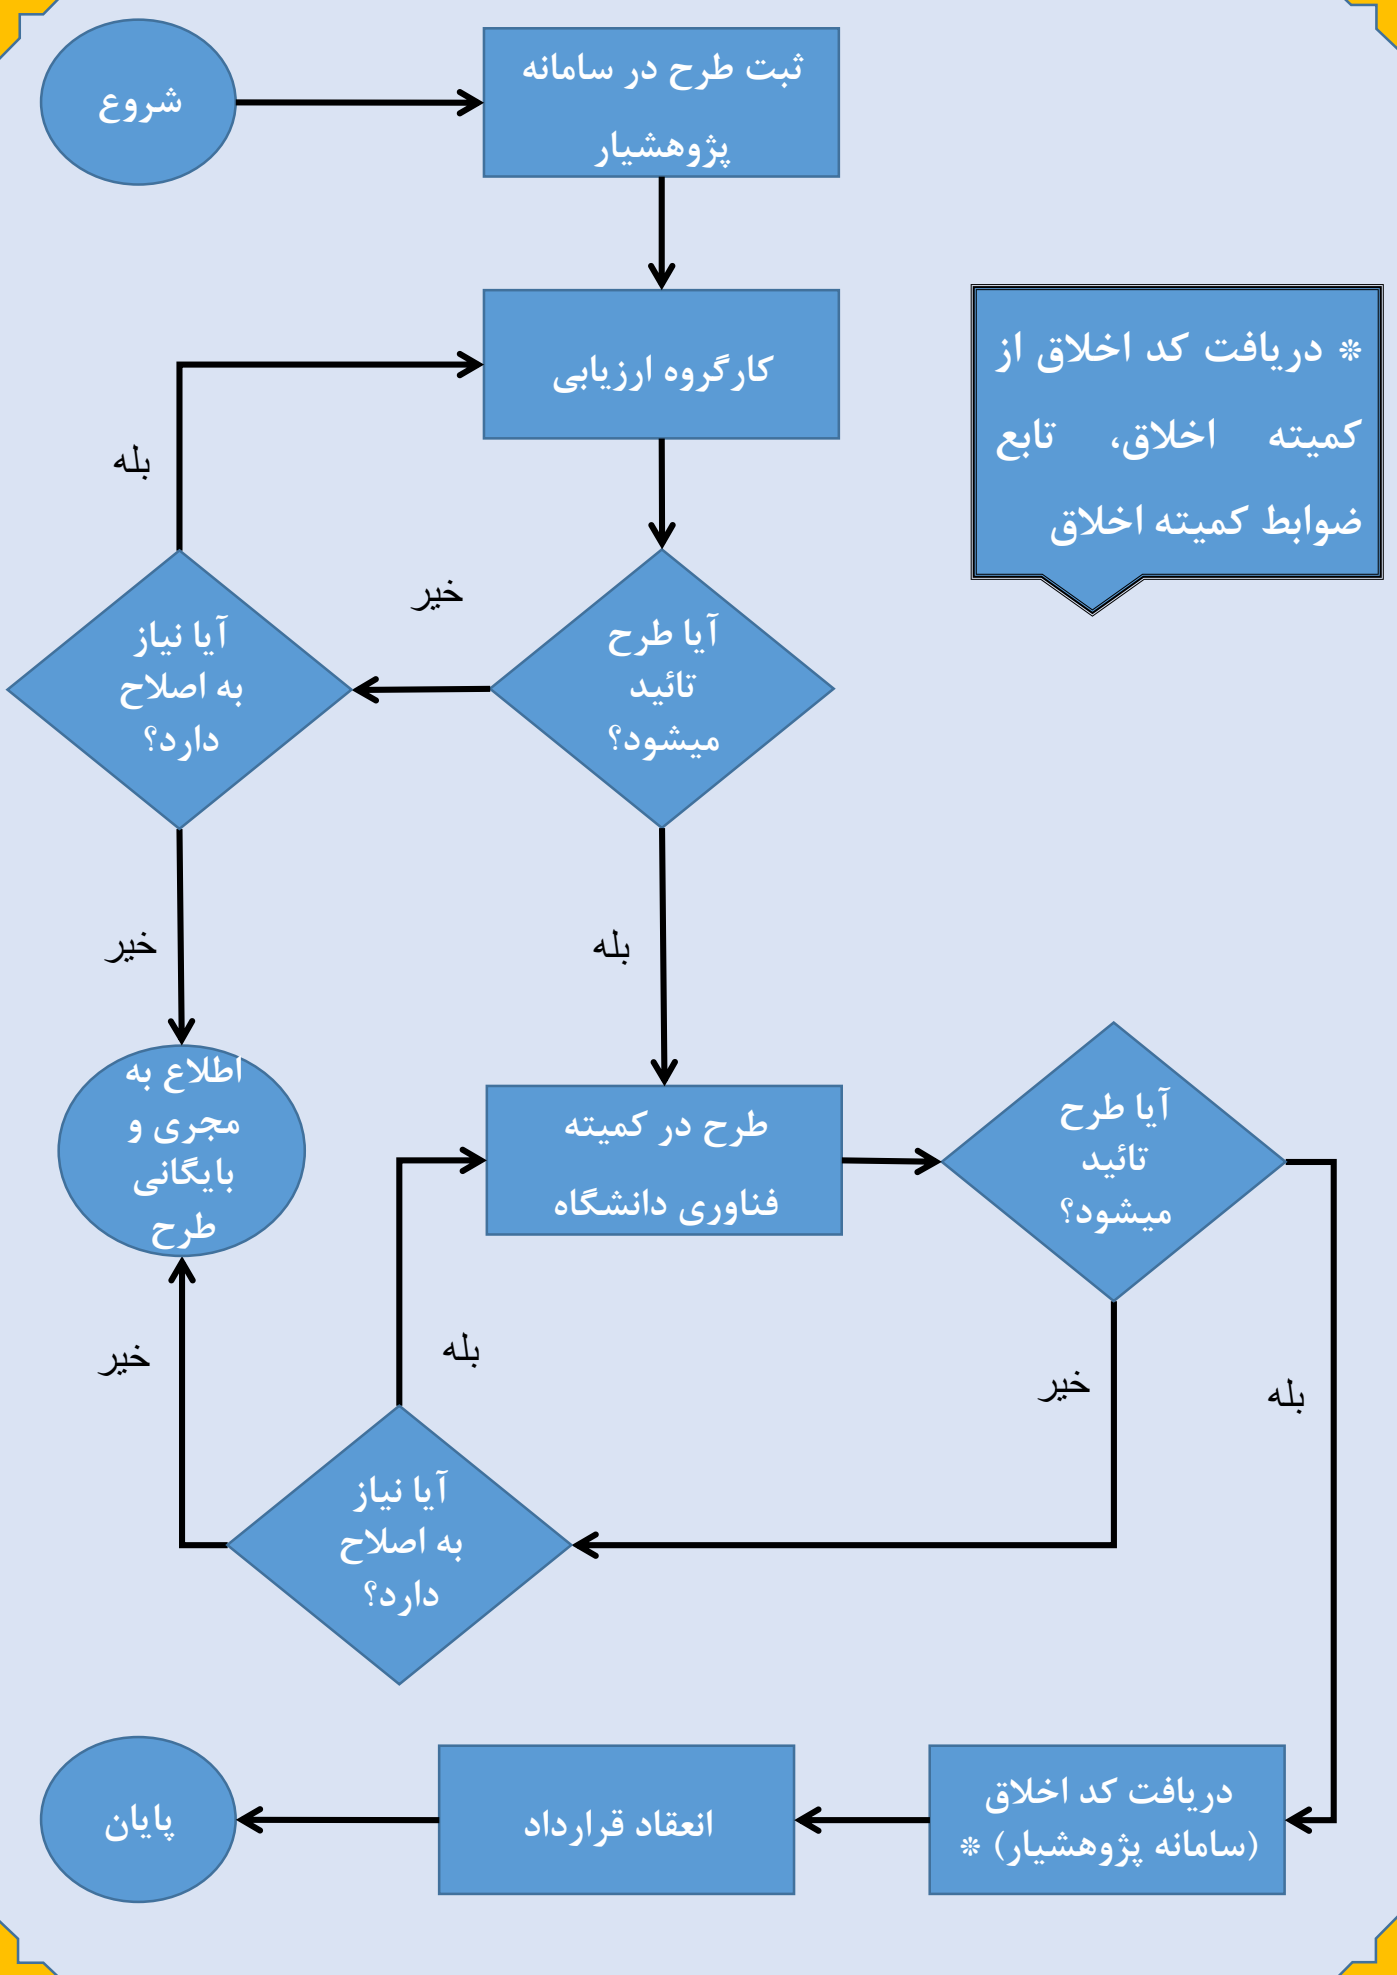 شروع
ثبت طرح در سامانه
پژوهشیار
کارگروه ارزیابی
* دریافت کد اخلاق از
کمیته اخلاق، تابع
ضوابط کمیته اخلاق
بله
خیر
آیا طرح
تائید
میشود؟
آیا نیاز
به اصلاح
دارد؟
خیر
بله
اطلاع به
مجری و
بایگانی
طرح
طرح در کمیته
فناوری دانشگاه
آیا طرح
تائید
میشود؟
خیر
بله
خیر
بله
آیا نیاز
به اصلاح
دارد؟
دریافت کد اخلاق
(سامانه پژوهشیار) *
انعقاد قرارداد
پایان